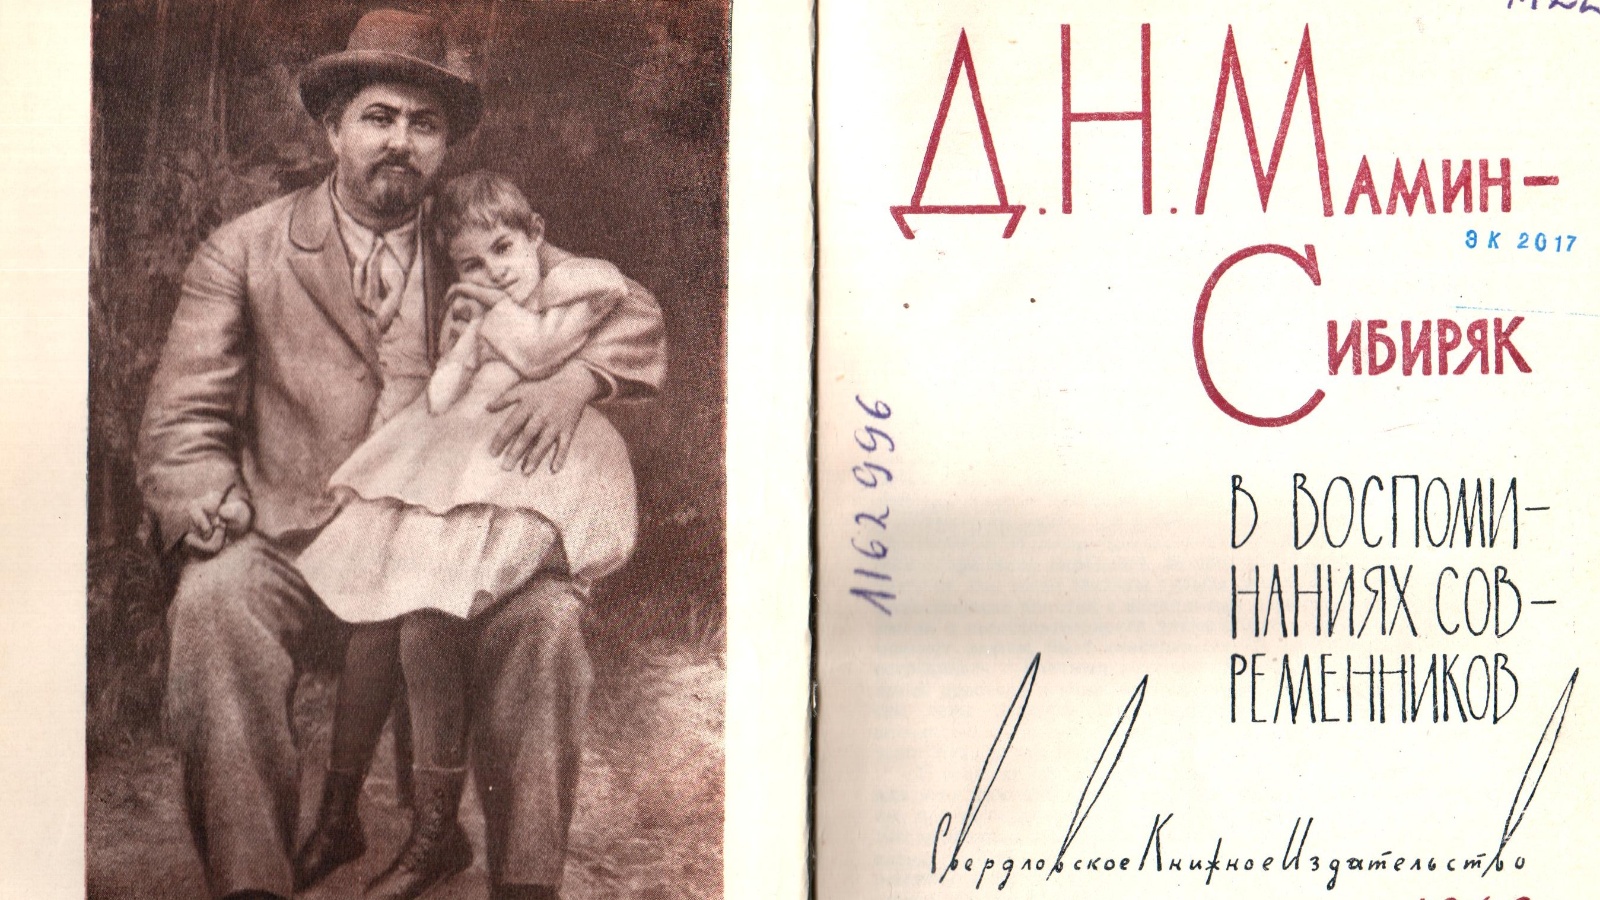 Д. Н. Мамин-
ЭК 2017
Сибиряк
1162996
В ВОСПОМИ-
НАНИЯХ СОВ-
РЕМЕННИКОВ
Свердловское Книжное Издательство